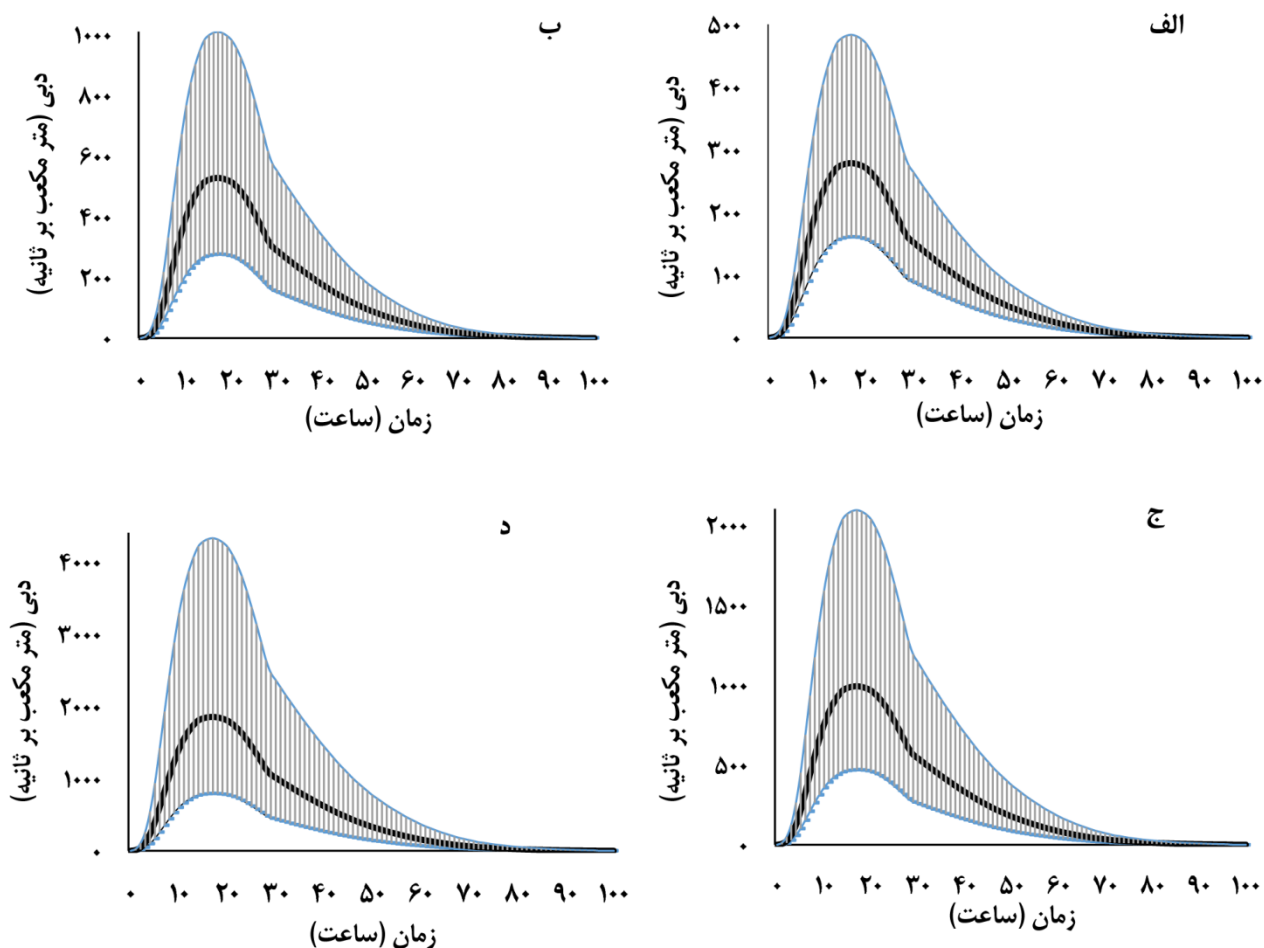 الف
دبی (متر مکعب بر ثانیه)
۵۰۰
۴۰۰
۳۰۰
۲۰۰
۱۰۰
۰
۰ ۱۰ ۲۰ ۳۰ ۴۰ ۵۰ ۶۰ ۷۰ ۸۰ ۹۰ ۱۰۰
زمان (ساعت)
ب
دبی (متر مکعب بر ثانیه)
۱۰۰۰
۸۰۰
۶۰۰
۴۰۰
۲۰۰
۰
۰ ۱۰ ۲۰ ۳۰ ۴۰ ۵۰ ۶۰ ۷۰ ۸۰ ۹۰ ۱۰۰
زمان (ساعت)
ج
دبی (متر مکعب بر ثانیه)
۲۰۰۰
۱۵۰۰
۱۰۰۰
۵۰۰
۰
۰ ۱۰ ۲۰ ۳۰ ۴۰ ۵۰ ۶۰ ۷۰ ۸۰ ۹۰ ۱۰۰
زمان (ساعت)
د
دبی (متر مکعب بر ثانیه)
۴۰۰۰
۳۰۰۰
۲۰۰۰
۱۰۰۰
۰
۰ ۱۰ ۲۰ ۳۰ ۴۰ ۵۰ ۶۰ ۷۰ ۸۰ ۹۰ ۱۰۰
زمان (ساعت)